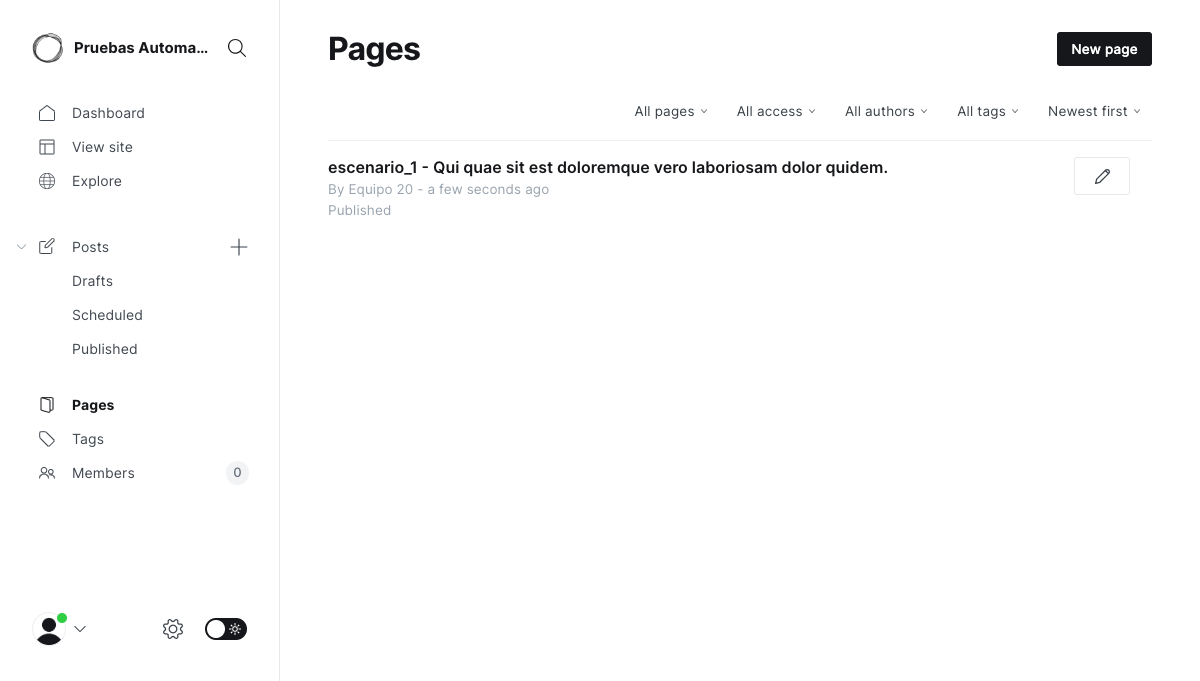 Pruebas Automa...
Dashboard
View site
Explore
Posts
Drafts
Scheduled
Published
Pages
Tags
Members
0
Pages
New page
All pages
All access
All authors
All tags
Newest first
escenario_1 - Qui quae sit est doloremque vero laboriosam dolor quidem.
By Equipo 20 - a few seconds ago
Published